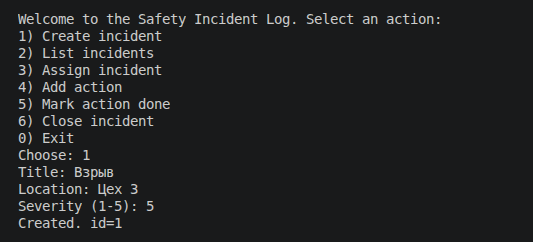 Welcome to the Safety Incident Log. Select an action:
1) Create incident
2) List incidents
3) Assign incident
4) Add action
5) Mark action done
6) Close incident
0) Exit
Choose: 1
Title: Взрыв
Location: Цех 3
Severity (1-5): 5
Created. id=1